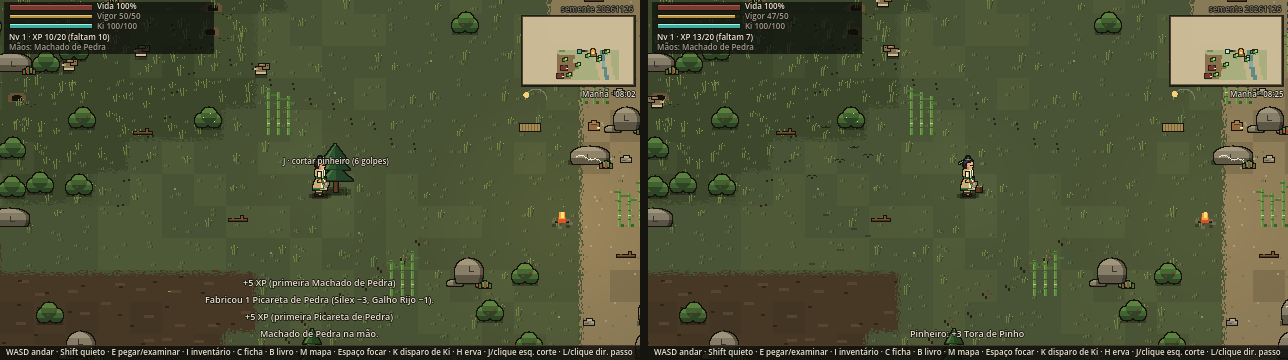 Vida 100%
Vigor 50/50
Ki 100/100
Nv 1 · XP 10/20 (faltam 10)
Mãos: Machado de Pedra
semente 20261126
Manhã · 08:02
J · cortar pinheiro (6 golpes)
+5 XP (primeira Machado de Pedra)
Fabricou 1 Picareta de Pedra (Sílex −3, Galho Rijo −1).
+5 XP (primeira Picareta de Pedra)
Machado de Pedra na mão.
WASD andar · Shift quieto · E pegar/examinar · I inventário · C ficha · B livro · M mapa · Espaço focar · K disparo de Ki · H erva · J/clique esq. corte · L/clique dir. passo
Vida 100%
Vigor 47/50
Ki 100/100
Nv 1 · XP 13/20 (faltam 7)
Mãos: Machado de Pedra
semente 20261126
Manhã · 08:25
Pinheiro: +3 Tora de Pinho
WASD andar · Shift quieto · E pegar/examinar · I inventário · C ficha · B livro · M mapa · Espaço focar · K disparo de Ki · H erva · J/clique esq. corte · L/clique dir. passo